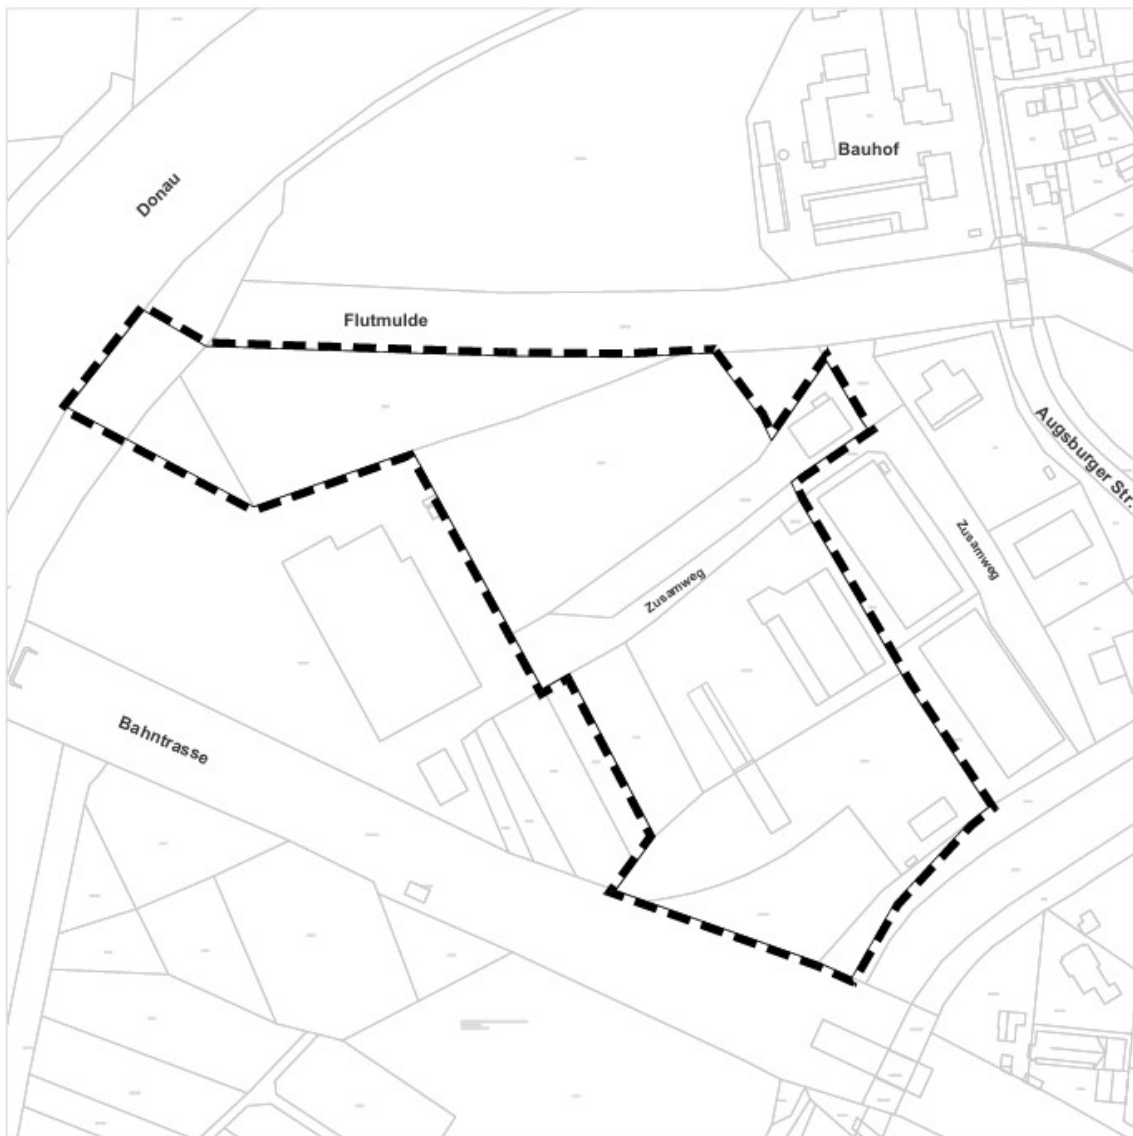 Bauhof
Donau
Flutmulde
Augsburger Str.
Zusamweg
Zusamweg
Bahntrasse